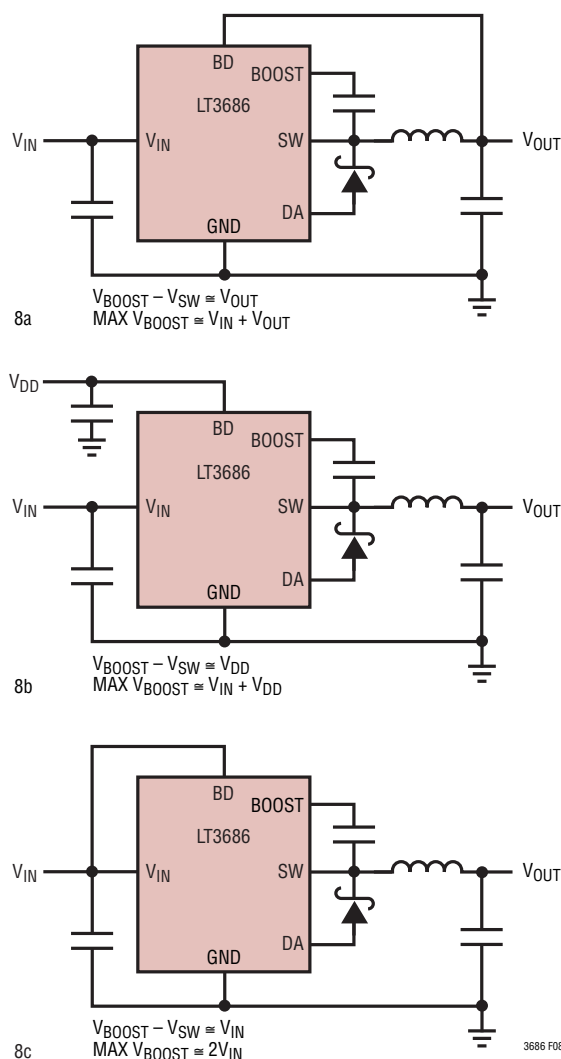 BD
BOOST
LT3686
VIN
VIN
SW
VOUT
DA
GND
VBOOST – VSW ≅ VOUT
MAX VBOOST ≅ VIN + VOUT
8a
VDD
BD
BOOST
LT3686
VIN
VIN
SW
VOUT
DA
GND
VBOOST – VSW ≅ VDD
MAX VBOOST ≅ VIN + VDD
8b
BD
BOOST
LT3686
VIN
VIN
SW
VOUT
DA
GND
VBOOST – VSW ≅ VIN
MAX VBOOST ≅ 2VIN
8c
3686 F08